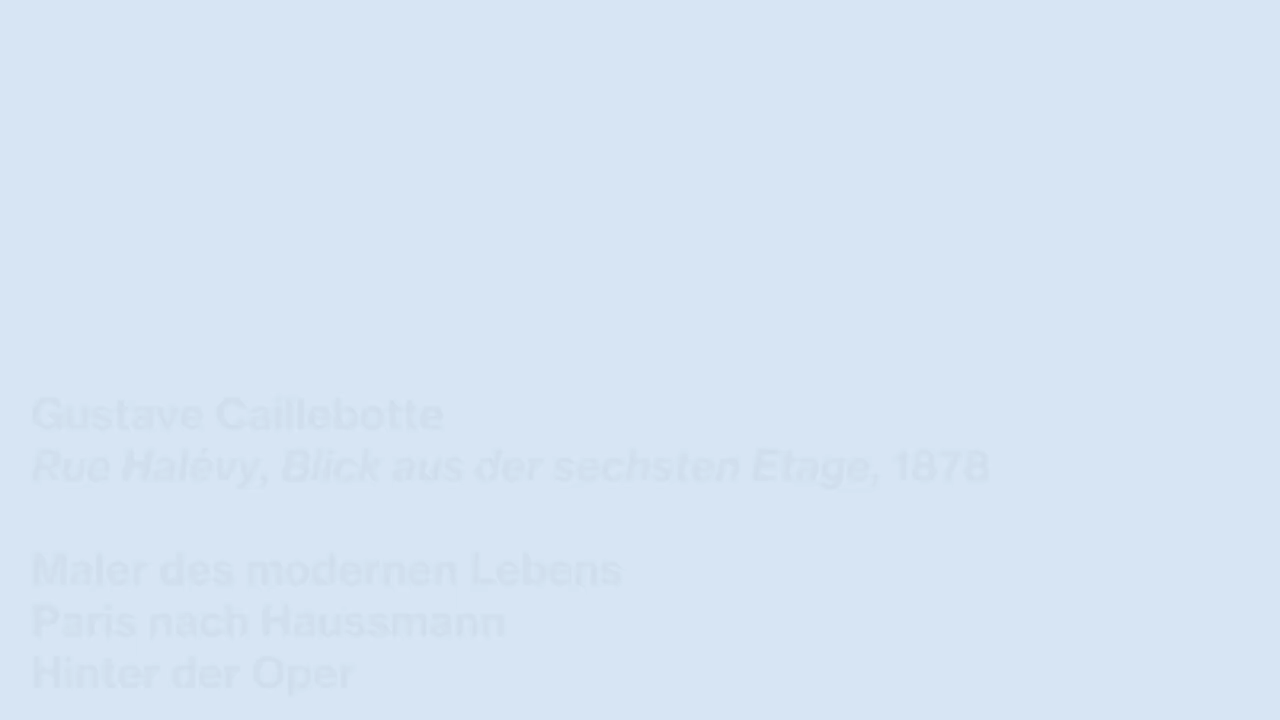 Gustave Caillebotte
Rue Halévy, Blick aus der sechsten Etage, 1878
Maler des modernen Lebens
Paris nach Haussmann
Hinter der Oper